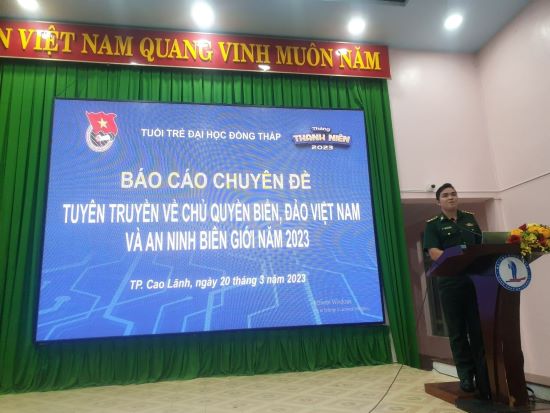 ỆN VIỆT NAM QUANG VINH MUÔN NĂM
TUỔI TRẺ ĐẠI HỌC ĐỒNG THÁP
Tháng
THANH NIÊN
2023
BÁO CÁO CHUYÊN ĐỀ
TUYÊN TRUYỀN VỀ CHỦ QUYỀN BIỂN, ĐẢO VIỆT NAM
VÀ AN NINH BIÊN GIỚI NĂM 2023
TP. Cao Lãnh, ngày 20 tháng 3 năm 2023
Windows